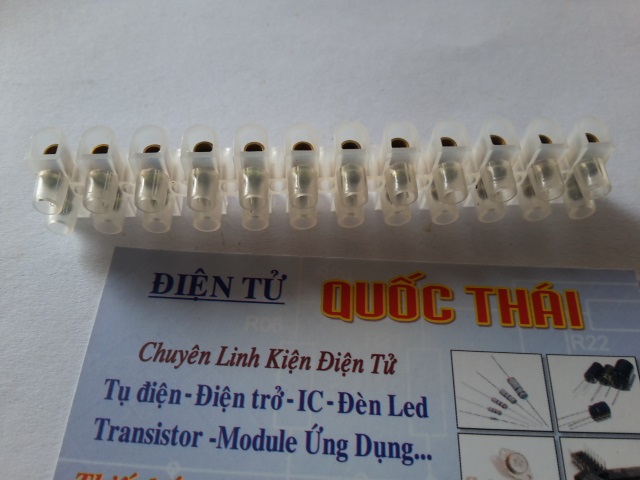 ĐIỆN TỬ QUỐC THÁI
R22
Chuyên Linh Kiện Điện Tử
Tụ điện-Điện trở-IC-Đèn Led
Transistor -Module Ứng Dụng...